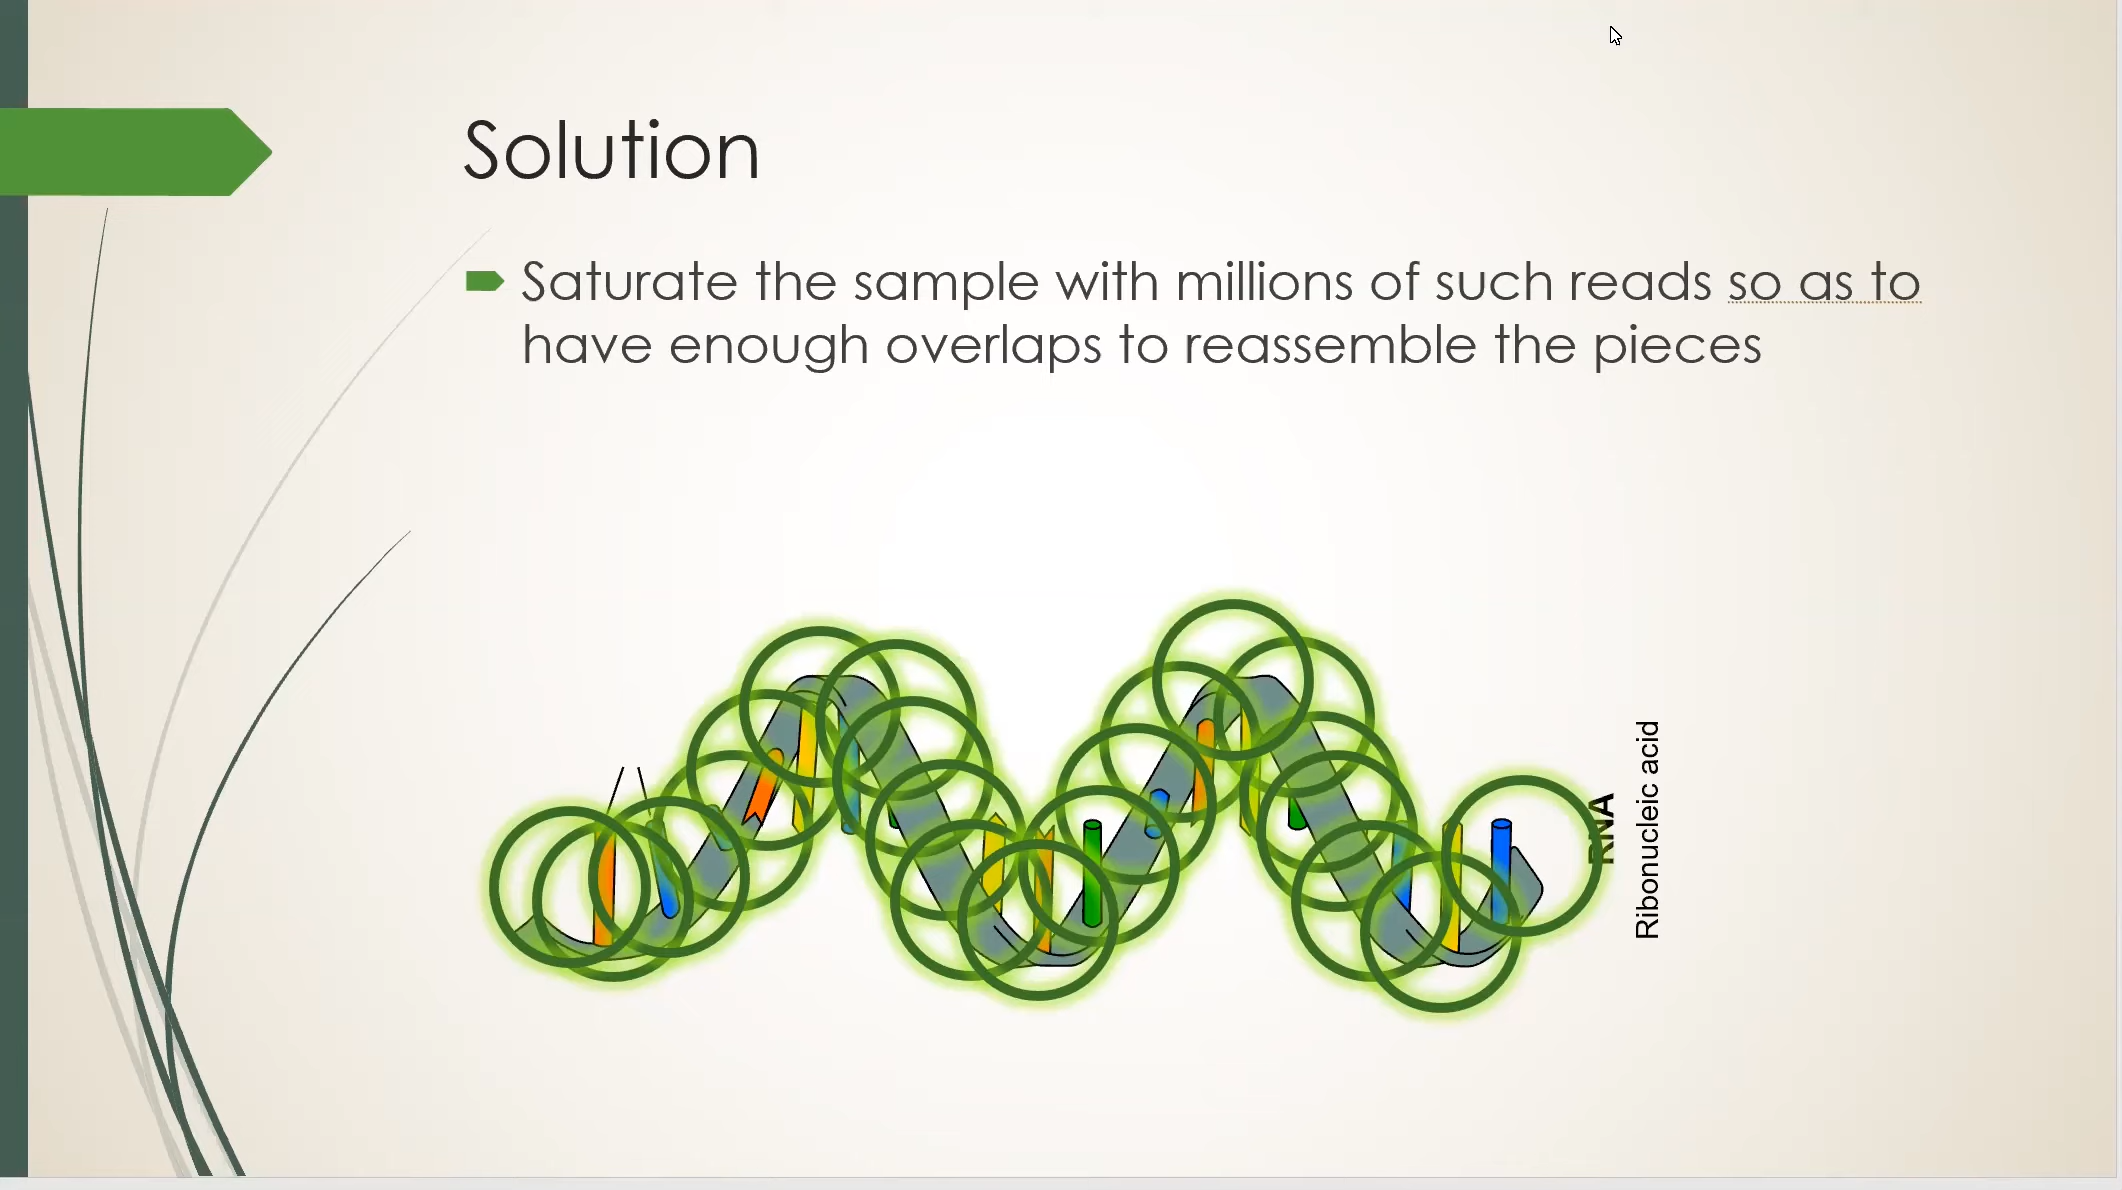 Solution
Saturate the sample with millions of such reads so as to
have enough overlaps to reassemble the pieces
RNA
Ribonucleic acid